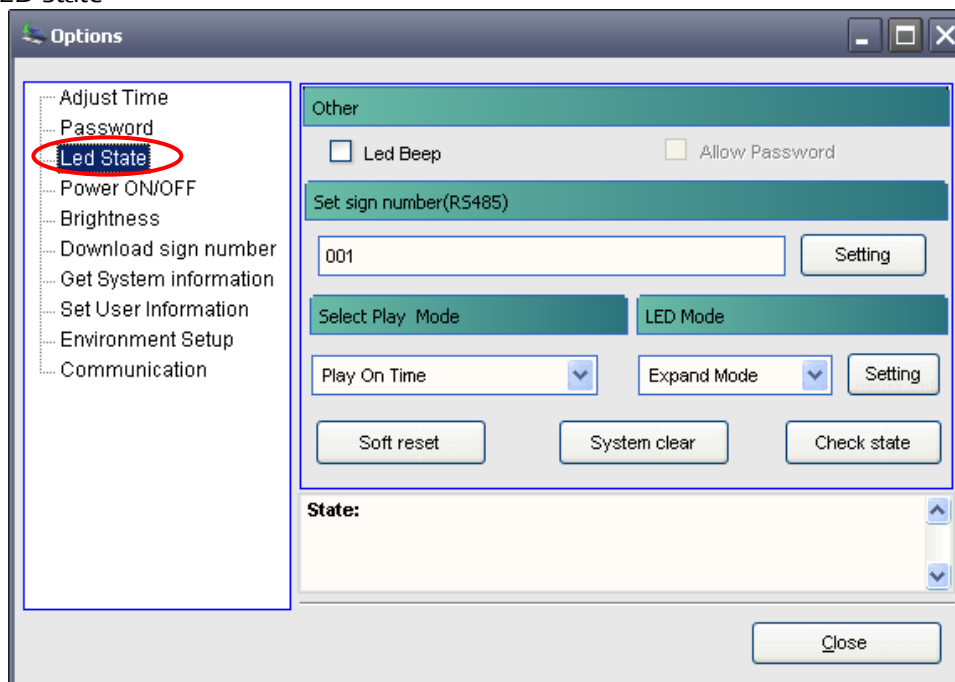 LED State
Options
Adjust Time
Password
Led State
Power ON/OFF
Brightness
Download sign number
Get System information
Set User Information
Environment Setup
Communication
Other
Led Beep
Allow Password
Set sign number(RS485)
001
Setting
Select Play Mode
LED Mode
Play On Time
Expand Mode
Setting
Soft reset
System clear
Check state
State:
Close